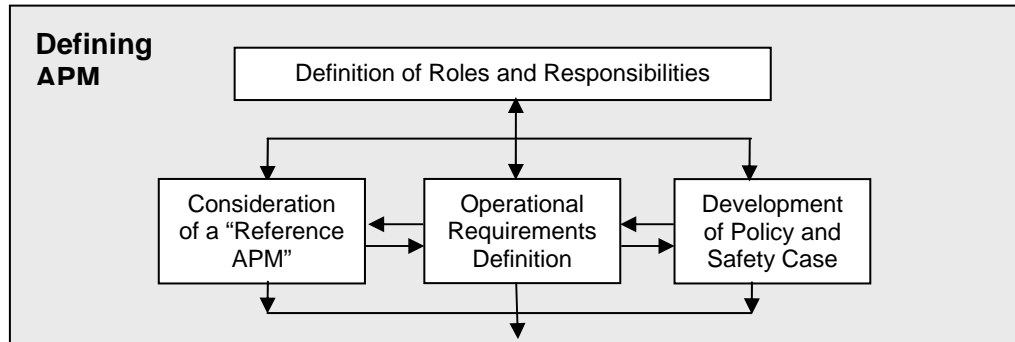 Defining
APM
Definition of Roles and Responsibilities
Consideration
of a “Reference
APM”
Operational
Requirements
Definition
Development
of Policy and
Safety Case